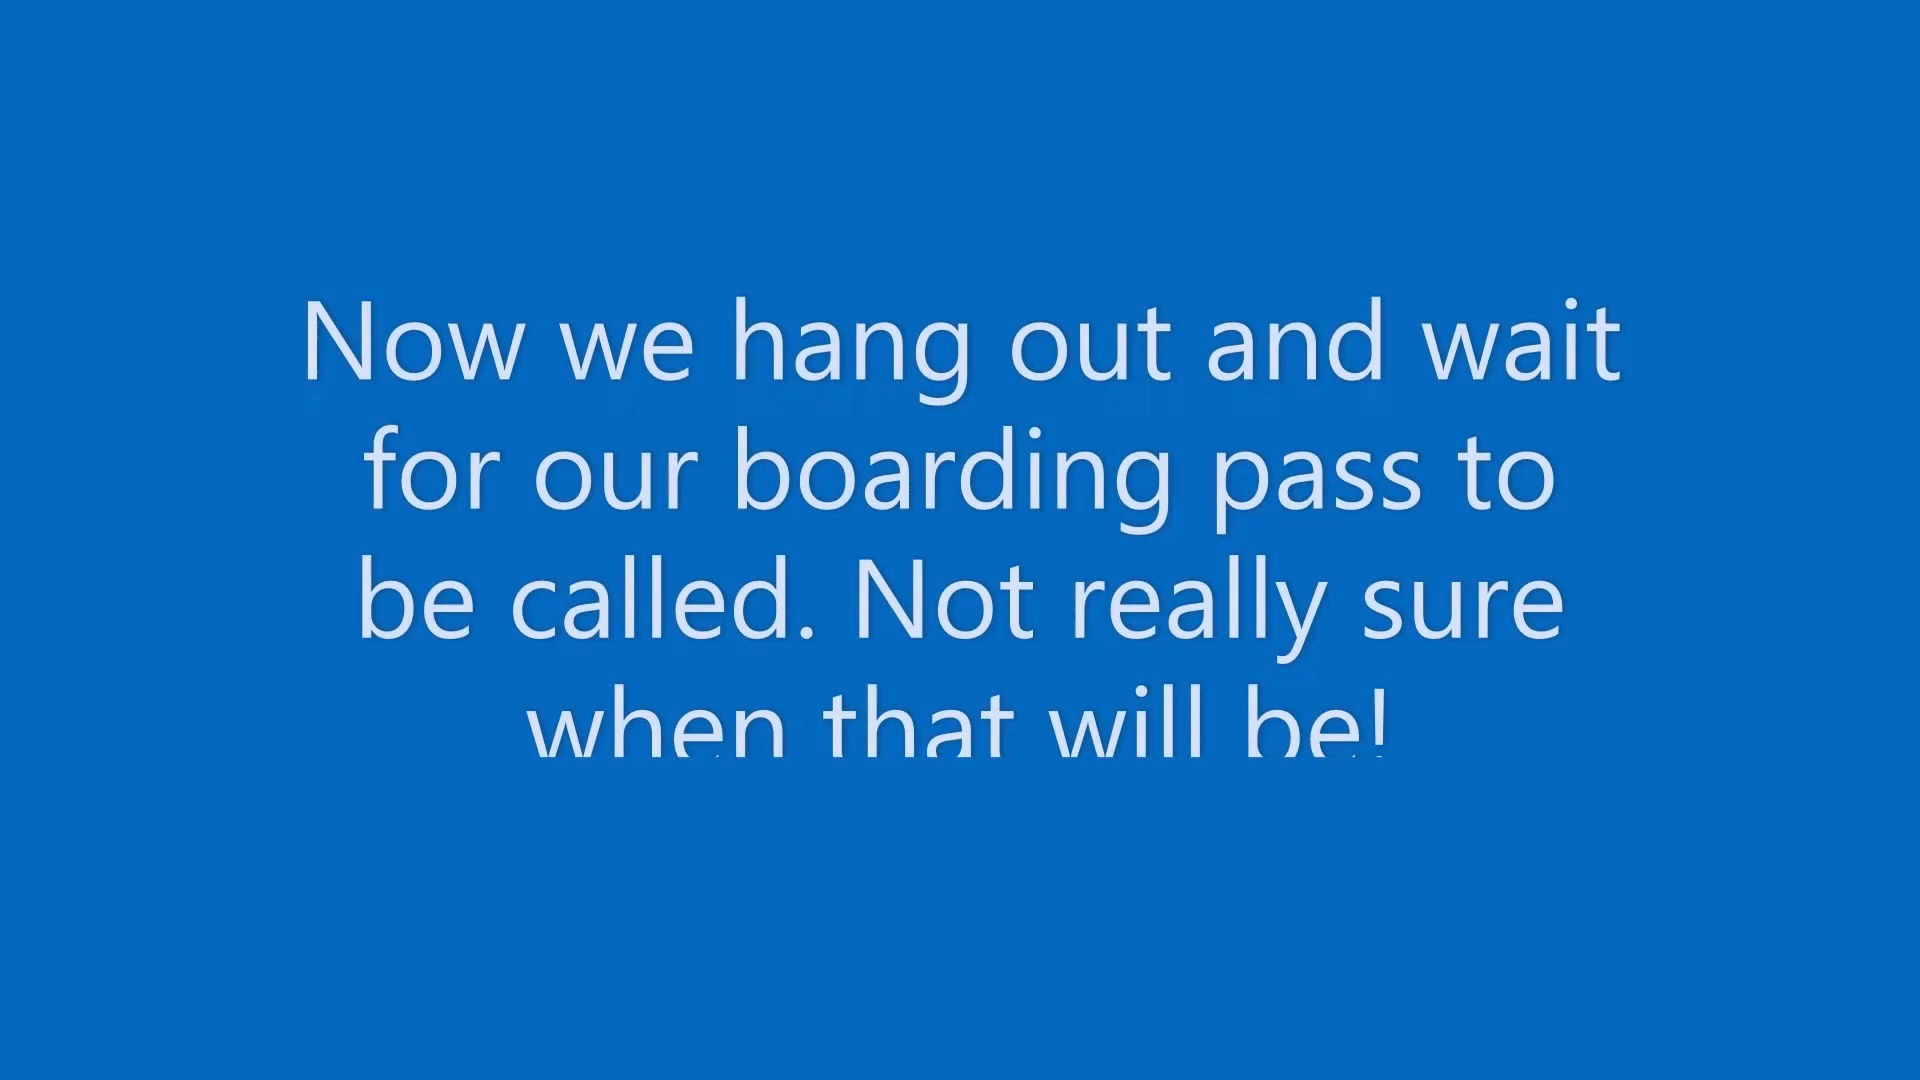 Now we hang out and wait
for our boarding pass to
be called. Not really sure
when that will be!